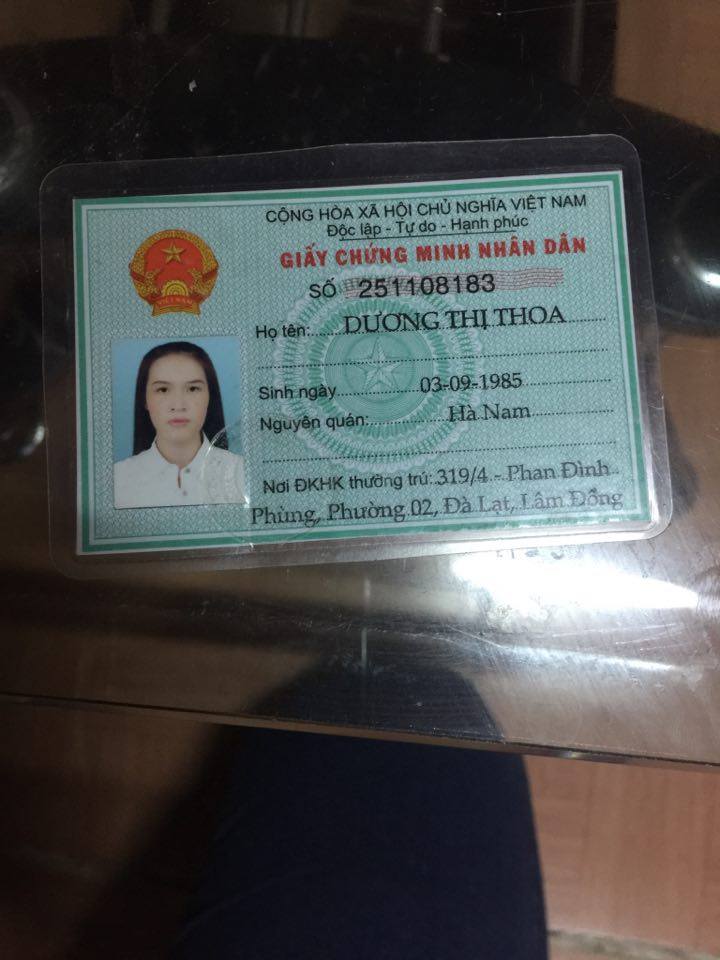 CỘNG HÒA XÃ HỘI CHỦ NGHĨA VIỆT NAM
Độc lập - Tự do - Hạnh phúc
GIẤY CHỨNG MINH NHÂN DÂN
SỐ 251108183
Họ tên: DƯƠNG THỊ THOA
Sinh ngày 03-09-1985
Nguyên quán: Hà Nam
Nơi ĐKHK thường trú: 319/4 - Phan Đình
Phùng, Phường 02, Đà Lạt, Lâm Đồng
VIỆT NAM